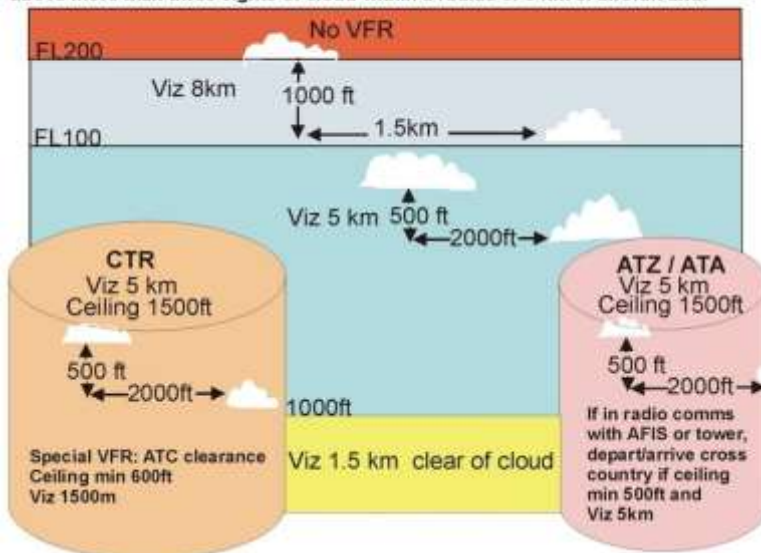 No VFR
FL200
Viz 8km
1000 ft
1.5km
FL100
Viz 5 km
500 ft
2000ft
CTR
Viz 5 km
Ceiling 1500ft
500 ft
2000ft
1000ft
Special VFR: ATC clearance
Ceiling min 600ft
Viz 1500m
Viz 1.5 km clear of cloud
ATZ / ATA
Viz 5 km
Ceiling 1500ft
500 ft
2000ft
If in radio comms
with AFIS or tower,
depart/arrive cross
country if ceiling
min 500ft and
Viz 5km